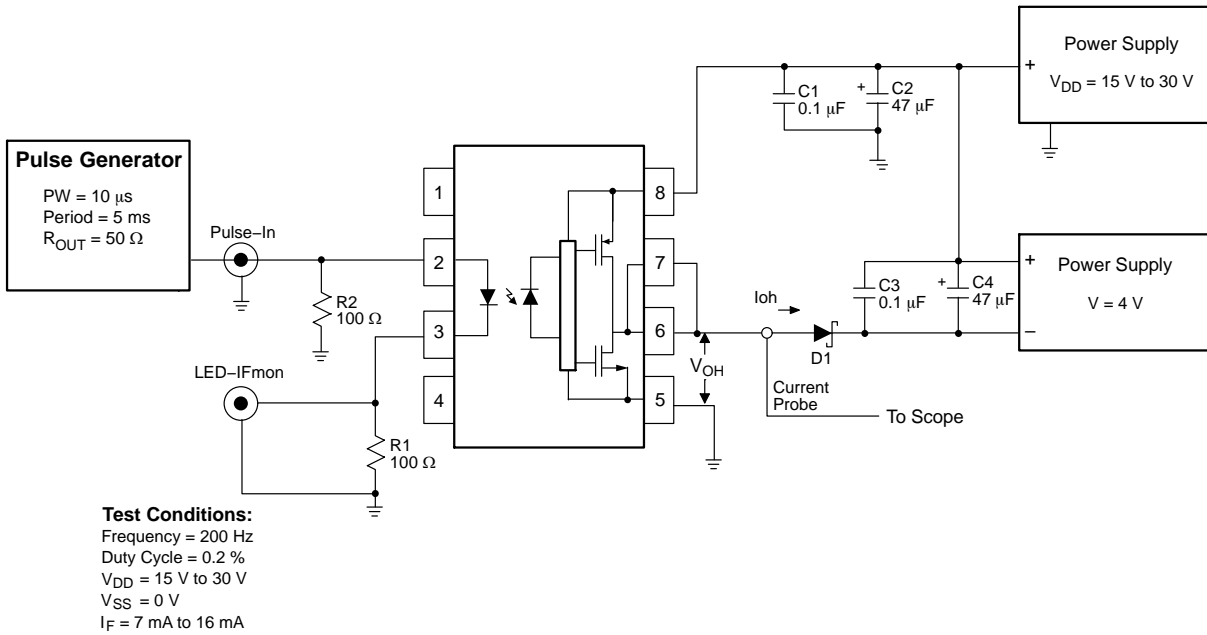 Pulse Generator
PW = 10 μs
Period = 5 ms
ROUT = 50 Ω
Pulse–In
R2
100 Ω
LED–IFmon
R1
100 Ω
1
2
3
4
8
7
6
5
VOH
Ioh
Current
Probe
To Scope
D1
C1
0.1 μF
+
C2
47 μF
C3
0.1 μF
+
C4
47 μF
+
Power Supply
VDD = 15 V to 30 V
+
–
Power Supply
V = 4 V
Test Conditions:
Frequency = 200 Hz
Duty Cycle = 0.2 %
VDD = 15 V to 30 V
VSS = 0 V
IF = 7 mA to 16 mA